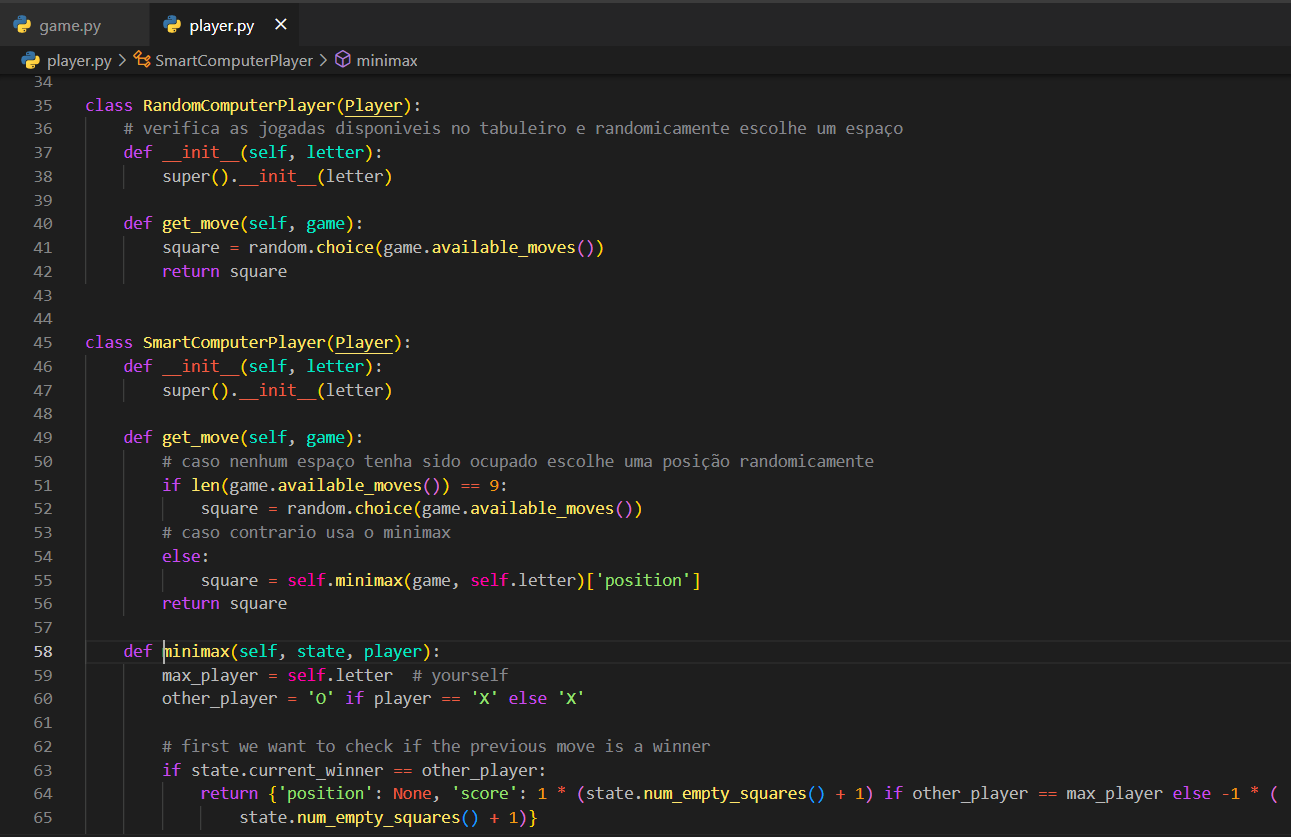 game.py player.py ×
player.py > SmartComputerPlayer > minimax
34
35 class RandomComputerPlayer(Player):
36     # verifica as jogadas disponiveis no tabuleiro e randomicamente escolhe um espaço
37     def __init__(self, letter):
38         super().__init__(letter)
39
40     def get_move(self, game):
41         square = random.choice(game.available_moves())
42         return square
43
44
45 class SmartComputerPlayer(Player):
46     def __init__(self, letter):
47         super().__init__(letter)
48
49     def get_move(self, game):
50         # caso nenhum espaço tenha sido ocupado escolhe uma posição randomicamente
51         if len(game.available_moves()) == 9:
52             square = random.choice(game.available_moves())
53         # caso contrario usa o minimax
54         else:
55             square = self.minimax(game, self.letter)['position']
56         return square
57
58     def minimax(self, state, player):
59         max_player = self.letter  # yourself
60         other_player = 'O' if player == 'X' else 'X'
61
62         # first we want to check if the previous move is a winner
63         if state.current_winner == other_player:
64             return {'position': None, 'score': 1 * (state.num_empty_squares() + 1) if other_player == max_player else -1 * (
65                 state.num_empty_squares() + 1)}